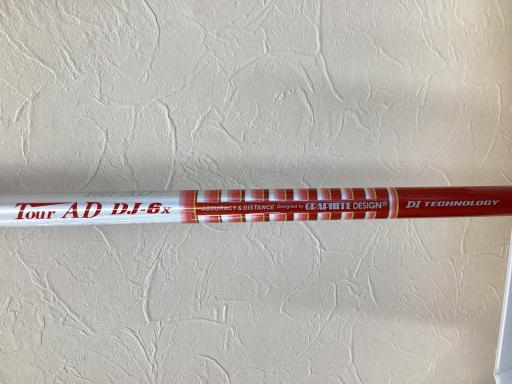 Tour AD DJ-6x ACCURACY & DISTANCE Designed by GRAPHITE DESIGN® DI TECHNOLOGY